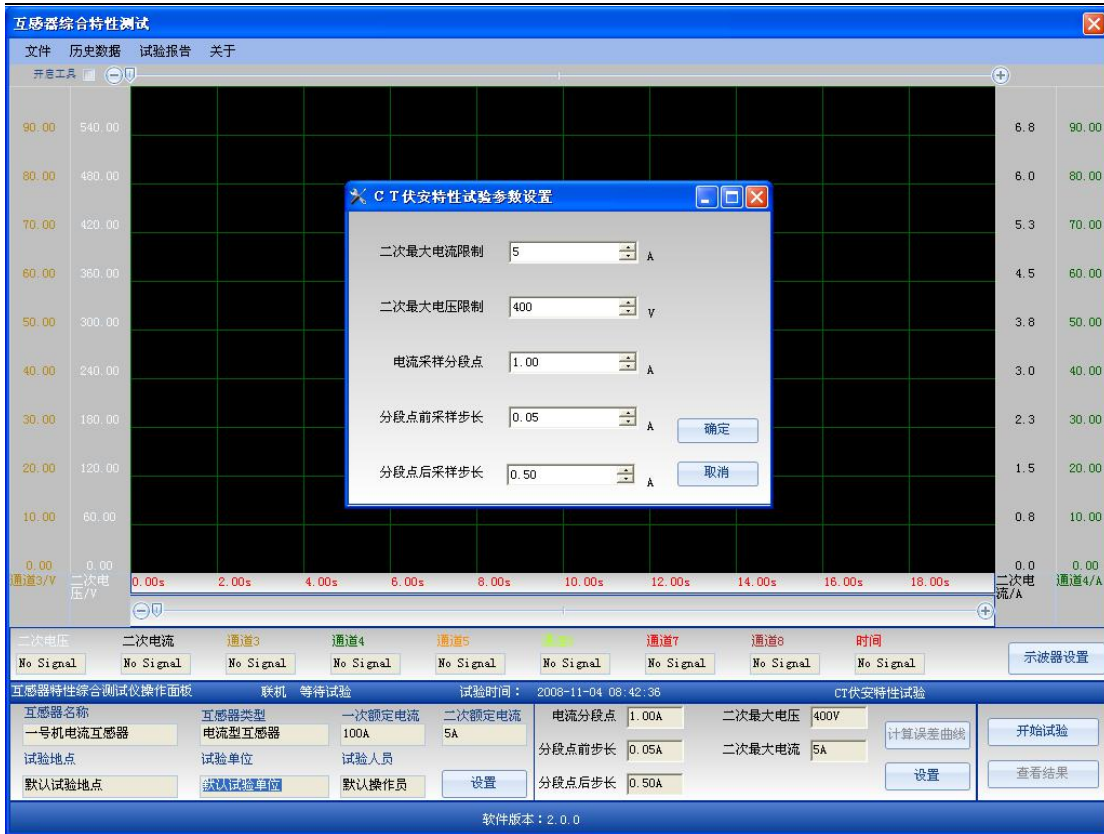 互感器综合特性测试
文件 历史数据 试验报告 关于
开启工具
90.00 540.00 6.8 90.00
80.00 480.00 6.0 80.00
CT伏安特性试验参数设置
70.00 420.00 5.3 70.00
二次最大电流限制 5 A
60.00 360.00 4.5 60.00
二次最大电压限制 400 V
50.00 300.00 3.8 50.00
电流采样分段点 1.00 A
40.00 240.00 3.0 40.00
分段点前采样步长 0.05 A 确定
30.00 180.00 2.3 30.00
分段点后采样步长 0.50 A 取消
20.00 120.00 1.5 20.00
10.00 60.00 0.8 10.00
0.00 0.00 0.0 0.00
通道3/V 二次电压/V 0.00s 2.00s 4.00s 6.00s 8.00s 10.00s 12.00s 14.00s 16.00s 18.00s 二次电流/A 通道4/A
二次电压 二次电流 通道3 通道4 通道5 通道7 通道8 时间
No Signal No Signal No Signal No Signal No Signal No Signal No Signal No Signal No Signal 示波器设置
互感器特性综合测试仪操作面板 联机 等待试验 试验时间： 2008-11-04 08:42:36 CT伏安特性试验
互感器名称 互感器类型 一次额定电流 二次额定电流 电流分段点 1.00A 二次最大电压 400V 计算误差曲线 开始试验
一号机电流互感器 电流型互感器 100A 5A
试验地点 试验单位 试验人员 分段点前步长 0.05A 二次最大电流 5A
默认试验地点 默认试验单位 默认操作员 设置 分段点后步长 0.50A 设置 查看结果
软件版本：2.0.0